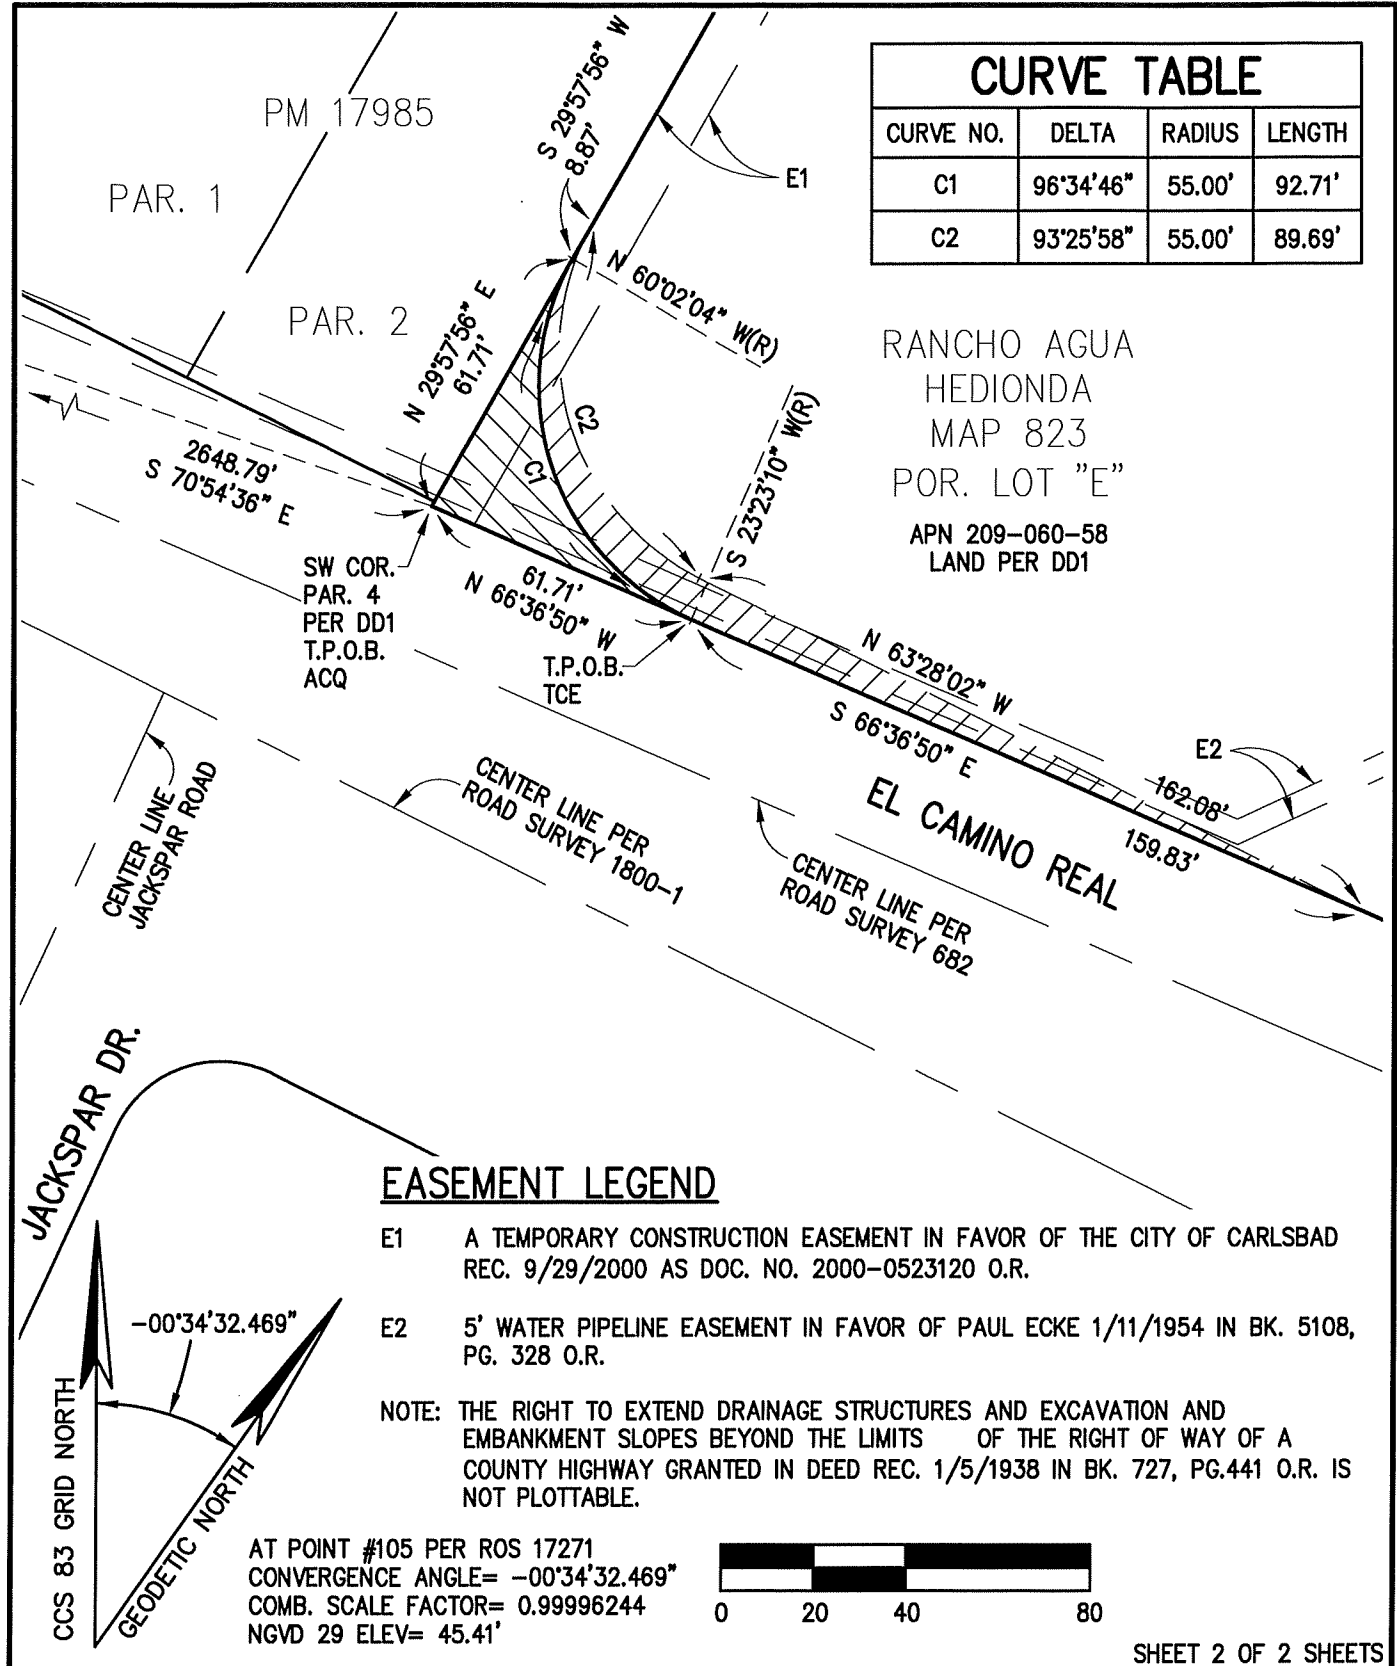 CURVE TABLE
CURVE NO. DELTA RADIUS LENGTH
C1 96°34'46" 55.00' 92.71'
C2 93°25'58" 55.00' 89.69'
PM 17985
PAR. 1
PAR. 2
S 29°57'56" W
8.87'
E1
N 60°02'04" W(R)
N 29°57'56" E
61.71'
C2
C1
S 23°23'10" W(R)
RANCHO AGUA
HEDIONDA
MAP 823
POR. LOT "E"
APN 209-060-58
LAND PER DD1
2648.79'
S 70°54'36" E
SW COR.
PAR. 4
PER DD1
T.P.O.B.
ACQ
61.71'
N 66°36'50" W
T.P.O.B.
TCE
N 63°28'02" W
S 66°36'50" E
E2
162.08'
159.83'
EL CAMINO REAL
CENTER LINE
JACKSPAR ROAD
CENTER LINE PER
ROAD SURVEY 1800-1
CENTER LINE PER
ROAD SURVEY 682
JACKSPAR DR.
EASEMENT LEGEND
E1 A TEMPORARY CONSTRUCTION EASEMENT IN FAVOR OF THE CITY OF CARLSBAD
REC. 9/29/2000 AS DOC. NO. 2000-0523120 O.R.
E2 5' WATER PIPELINE EASEMENT IN FAVOR OF PAUL ECKE 1/11/1954 IN BK. 5108,
PG. 328 O.R.
NOTE: THE RIGHT TO EXTEND DRAINAGE STRUCTURES AND EXCAVATION AND
EMBANKMENT SLOPES BEYOND THE LIMITS OF THE RIGHT OF WAY OF A
COUNTY HIGHWAY GRANTED IN DEED REC. 1/5/1938 IN BK. 727, PG.441 O.R. IS
NOT PLOTTABLE.
-00°34'32.469"
CCS 83 GRID NORTH
GEODETIC NORTH
AT POINT #105 PER ROS 17271
CONVERGENCE ANGLE= -00°34'32.469"
COMB. SCALE FACTOR= 0.99996244
NGVD 29 ELEV= 45.41'
0 20 40 80
SHEET 2 OF 2 SHEETS